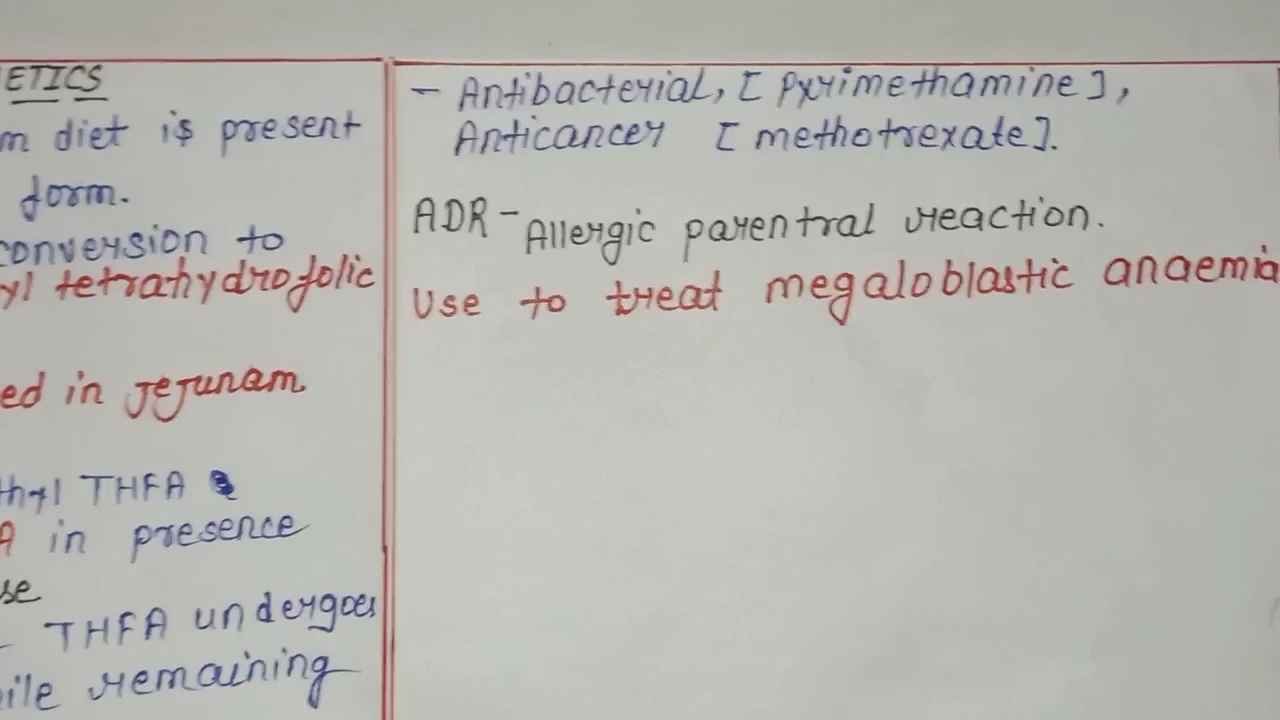 ETICS
m diet is present
form.
conversion to
yl tetrahydrofolic
ed in Jejunam
thyl THFA
A in presence
se
- THFA undergoes
ile remaining
- Antibacterial, [Pyrimethamine],
Anticancer [methotrexate].
ADR - Allergic parentral reaction.
Use to treat megaloblastic anaemia